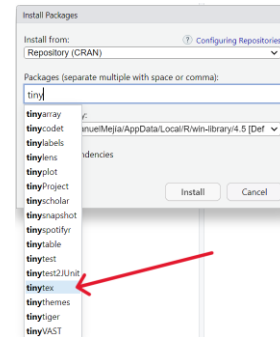 Install Packages
Install from:
? Configuring Repositories
Repository (CRAN)
Packages (separate multiple with space or comma):
tiny
y:
nuelMejía/AppData/Local/R/win-library/4.5 [Def
ndencies
tinyarray
tinycodet
tinylabels
tinylens
tinyplot
tinyProject
tinyscholar
tinysnapshot
tinyspotifyr
tinytable
tinytest
tinytest2JUnit
tinytex
tinythemes
tinytiger
tinyVAST
Install
Cancel